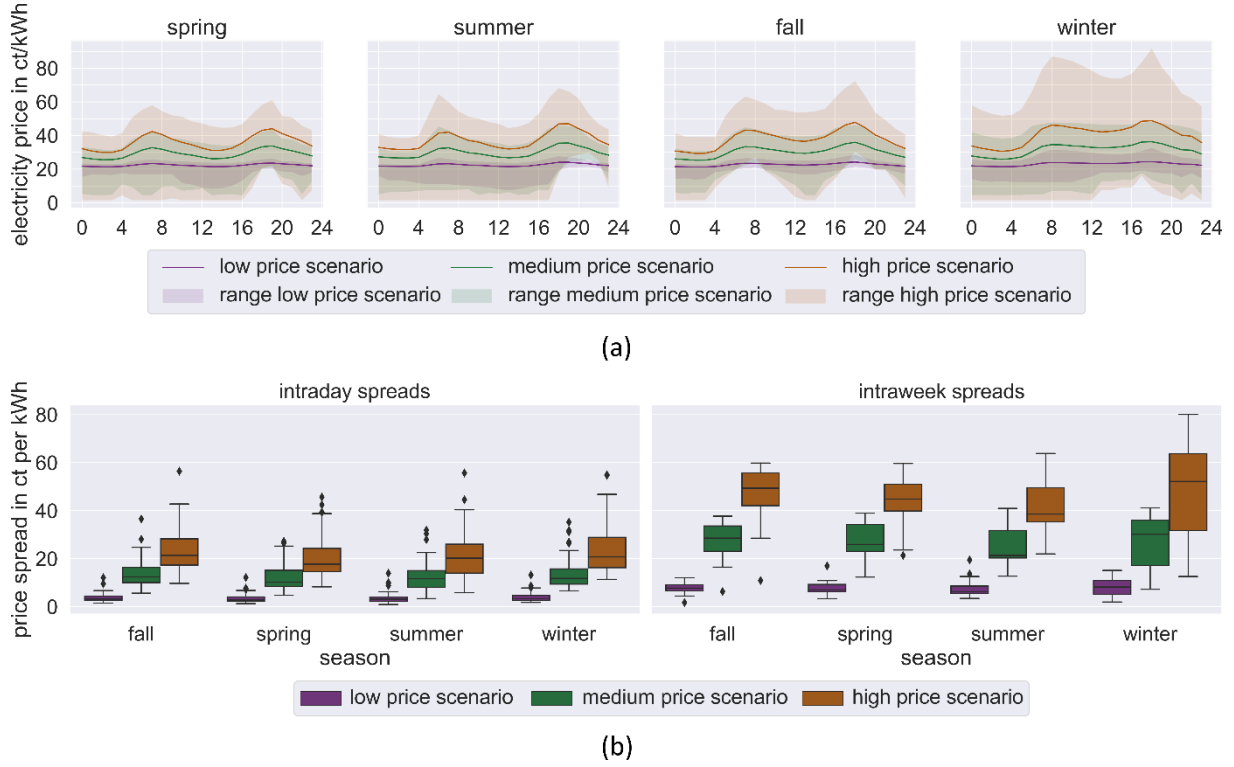 spring summer fall winter
electricity price in ct/kWh
80
60
40
20
0
0 4 8 12 16 20 24 0 4 8 12 16 20 24 0 4 8 12 16 20 24 0 4 8 12 16 20 24
low price scenario medium price scenario high price scenario
range low price scenario range medium price scenario range high price scenario
(a)
intraday spreads intraweek spreads
price spread in ct per kWh
80
60
40
20
0
fall spring summer winter fall spring summer winter
season season
low price scenario medium price scenario high price scenario
(b)